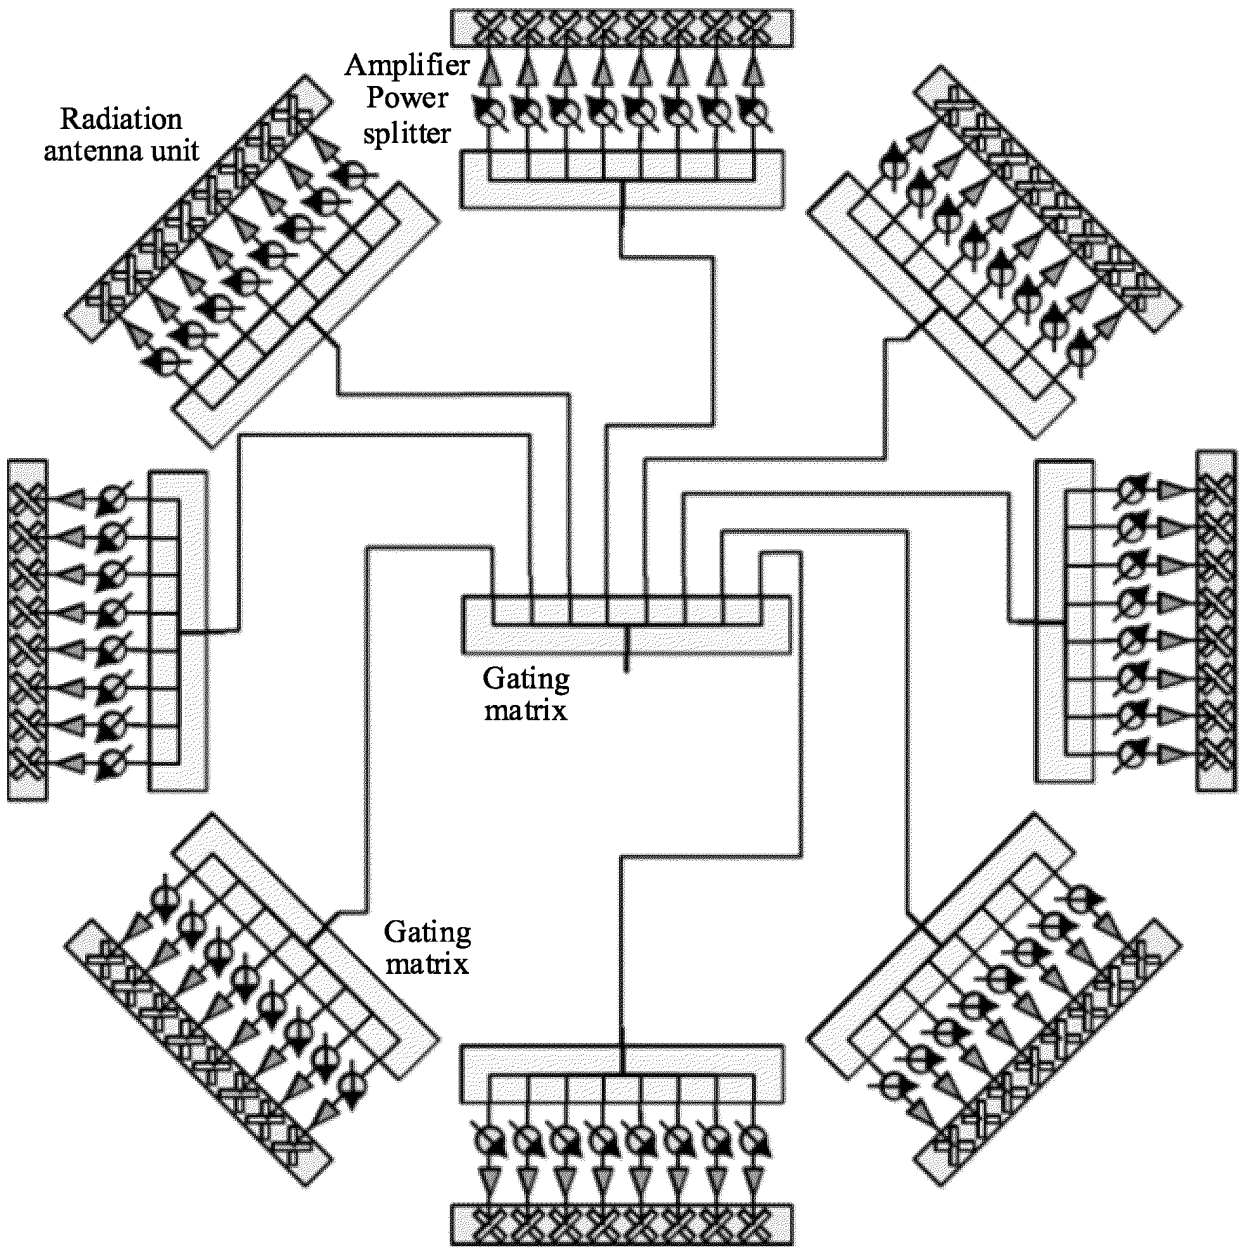 Amplifier
Power
splitter
Radiation
antenna unit
Gating
matrix
Gating
matrix